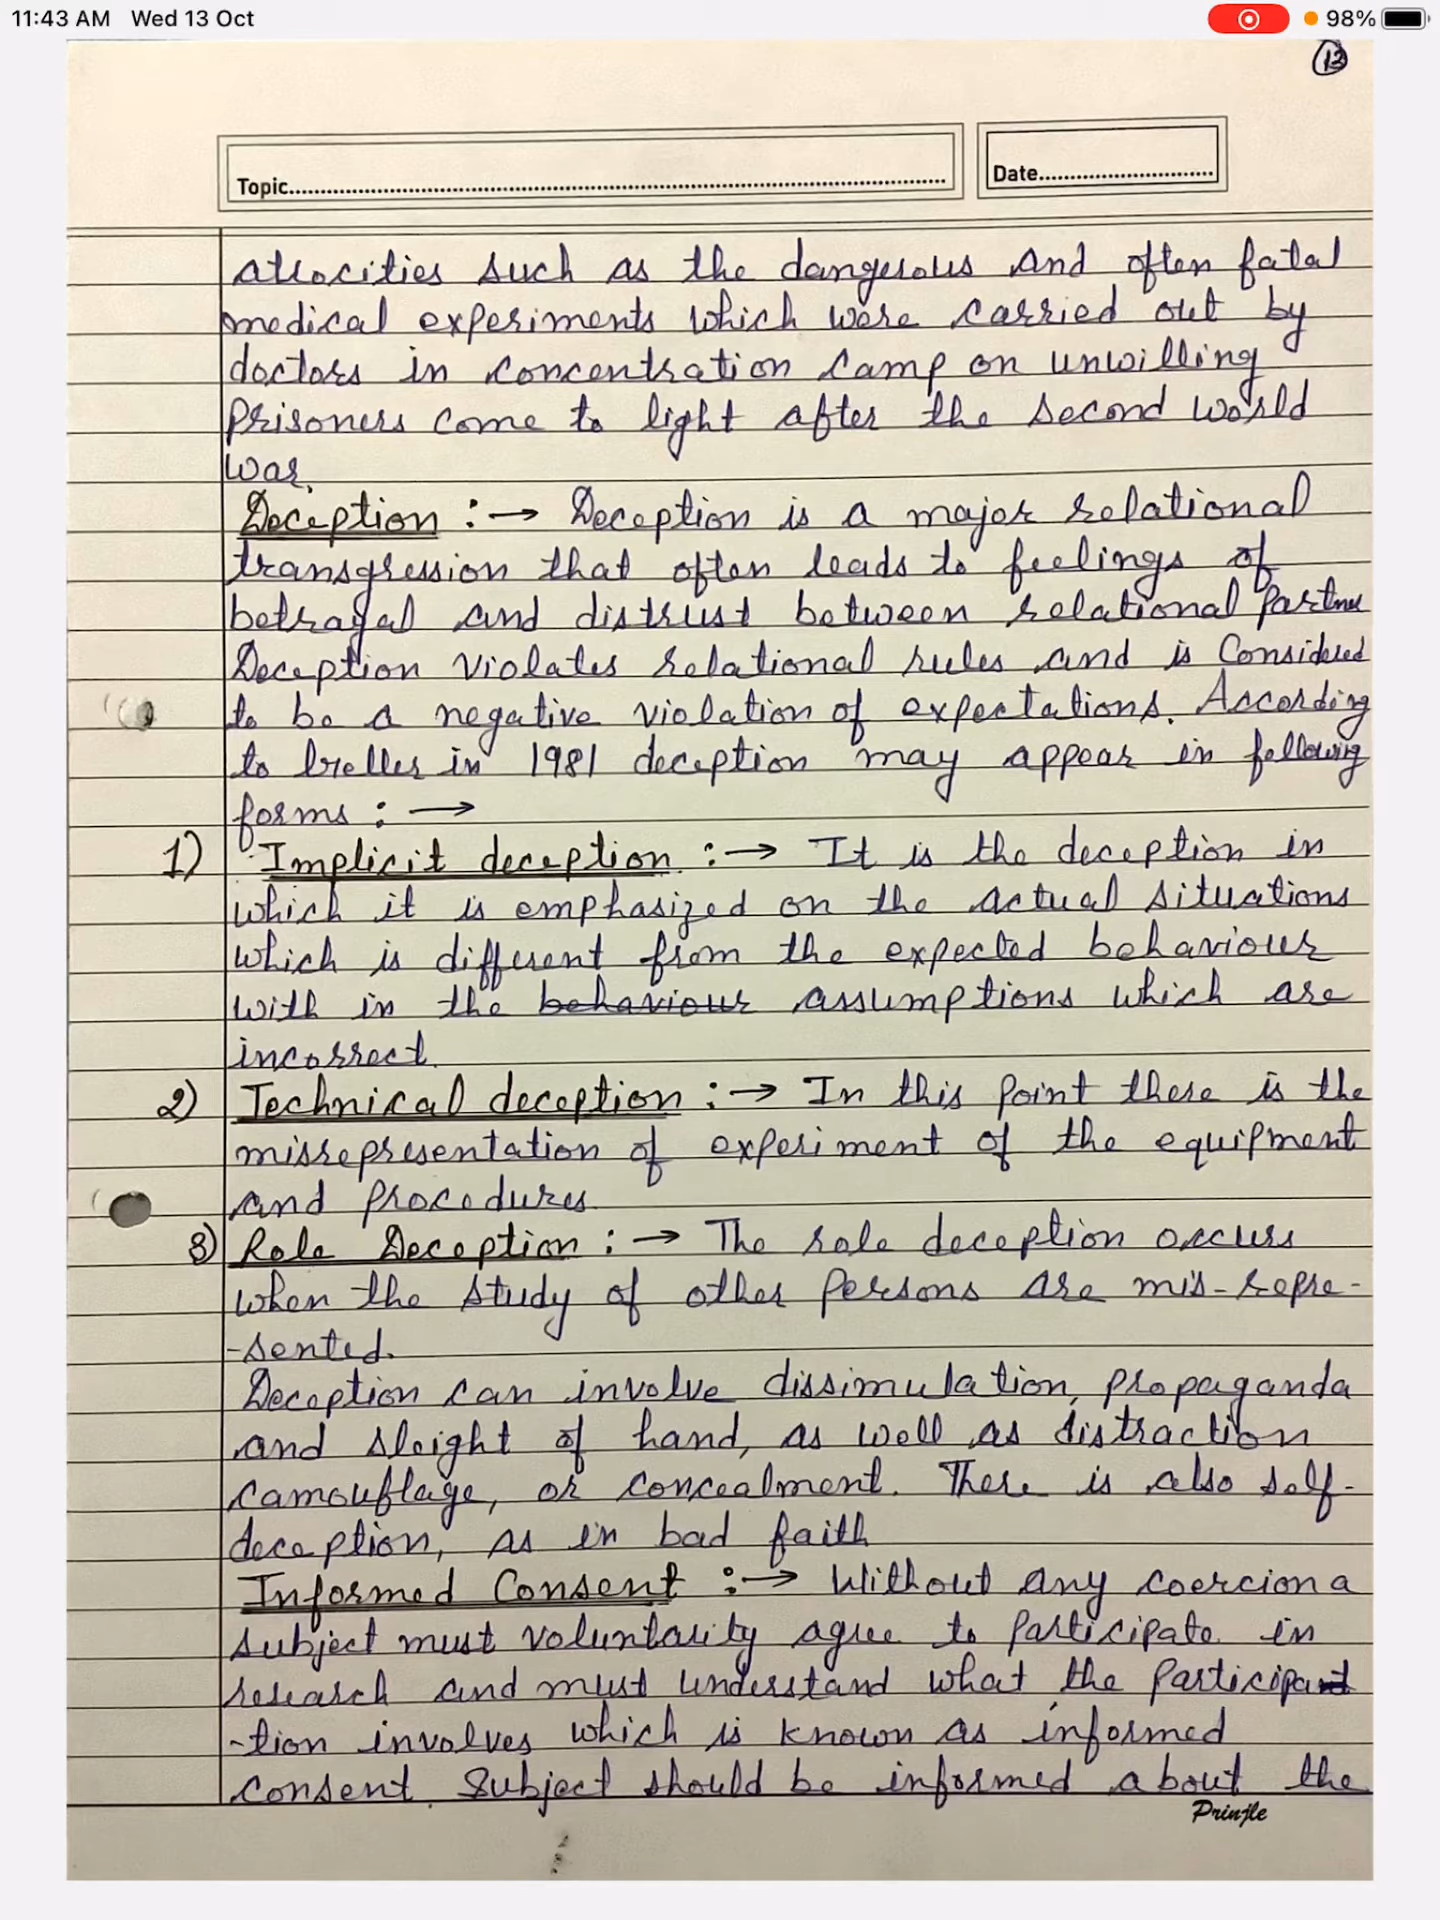 11:43 AM Wed 13 Oct
98%
13
Topic
Date
atrocities such as the dangerous and often fatal
medical experiments which were carried out by
doctors in concentration camp on unwilling
prisoners come to light after the second world
war.
Deception :→ Deception is a major relational
transgression that often leads to feelings of
betrayal and distrust between relational partner
Deception violates relational rules and is Considered
to be a negative violation of expectations. According
to in 1981 deception may appear in following
forms :→
1) Implicit deception :→ It is the deception in
which it is emphasized on the actual situations
which is different from the expected behaviour
with in the behaviour assumptions which are
incorrect.
2) Technical deception :→ In this point there is the
misrepresentation of experiment of the equipment
and procedures.
3) Role Deception :→ The role deception occurs
when the study of other persons are mis-repre-
-sented.
Deception can involve dissimulation, propaganda
and sleight of hand, as well as distraction
camouflage, or concealment. There is also self-
deception, as in bad faith
Informed Consent :→ Without any coercion a
subject must voluntarity agree to participate in
research and must understand what the participant
-tion involves which is known as informed
consent. Subject should be informed about the
Prinjle